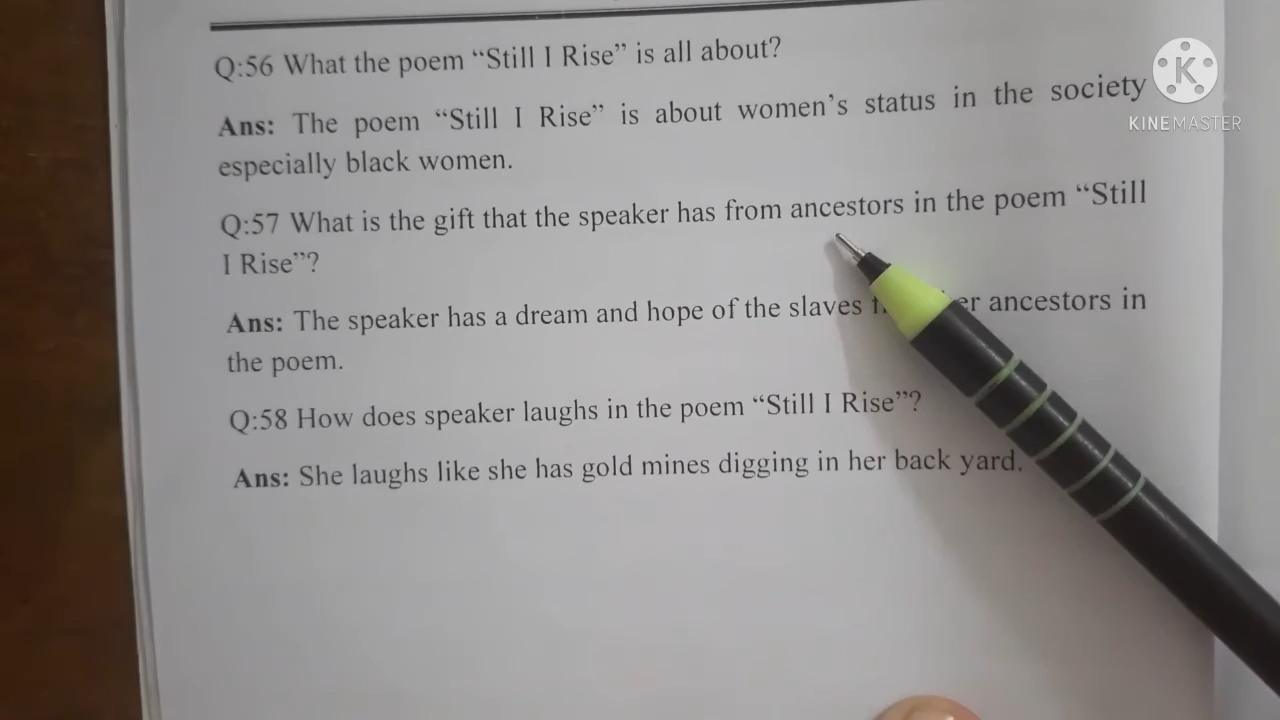 Q:56 What the poem “Still I Rise” is all about?
Ans: The poem “Still I Rise” is about women’s status in the society
especially black women.
Q:57 What is the gift that the speaker has from ancestors in the poem “Still
I Rise”?
Ans: The speaker has a dream and hope of the slaves ancestors in
the poem.
Q:58 How does speaker laughs in the poem “Still I Rise”?
Ans: She laughs like she has gold mines digging in her back yard.
K
KINEMASTER